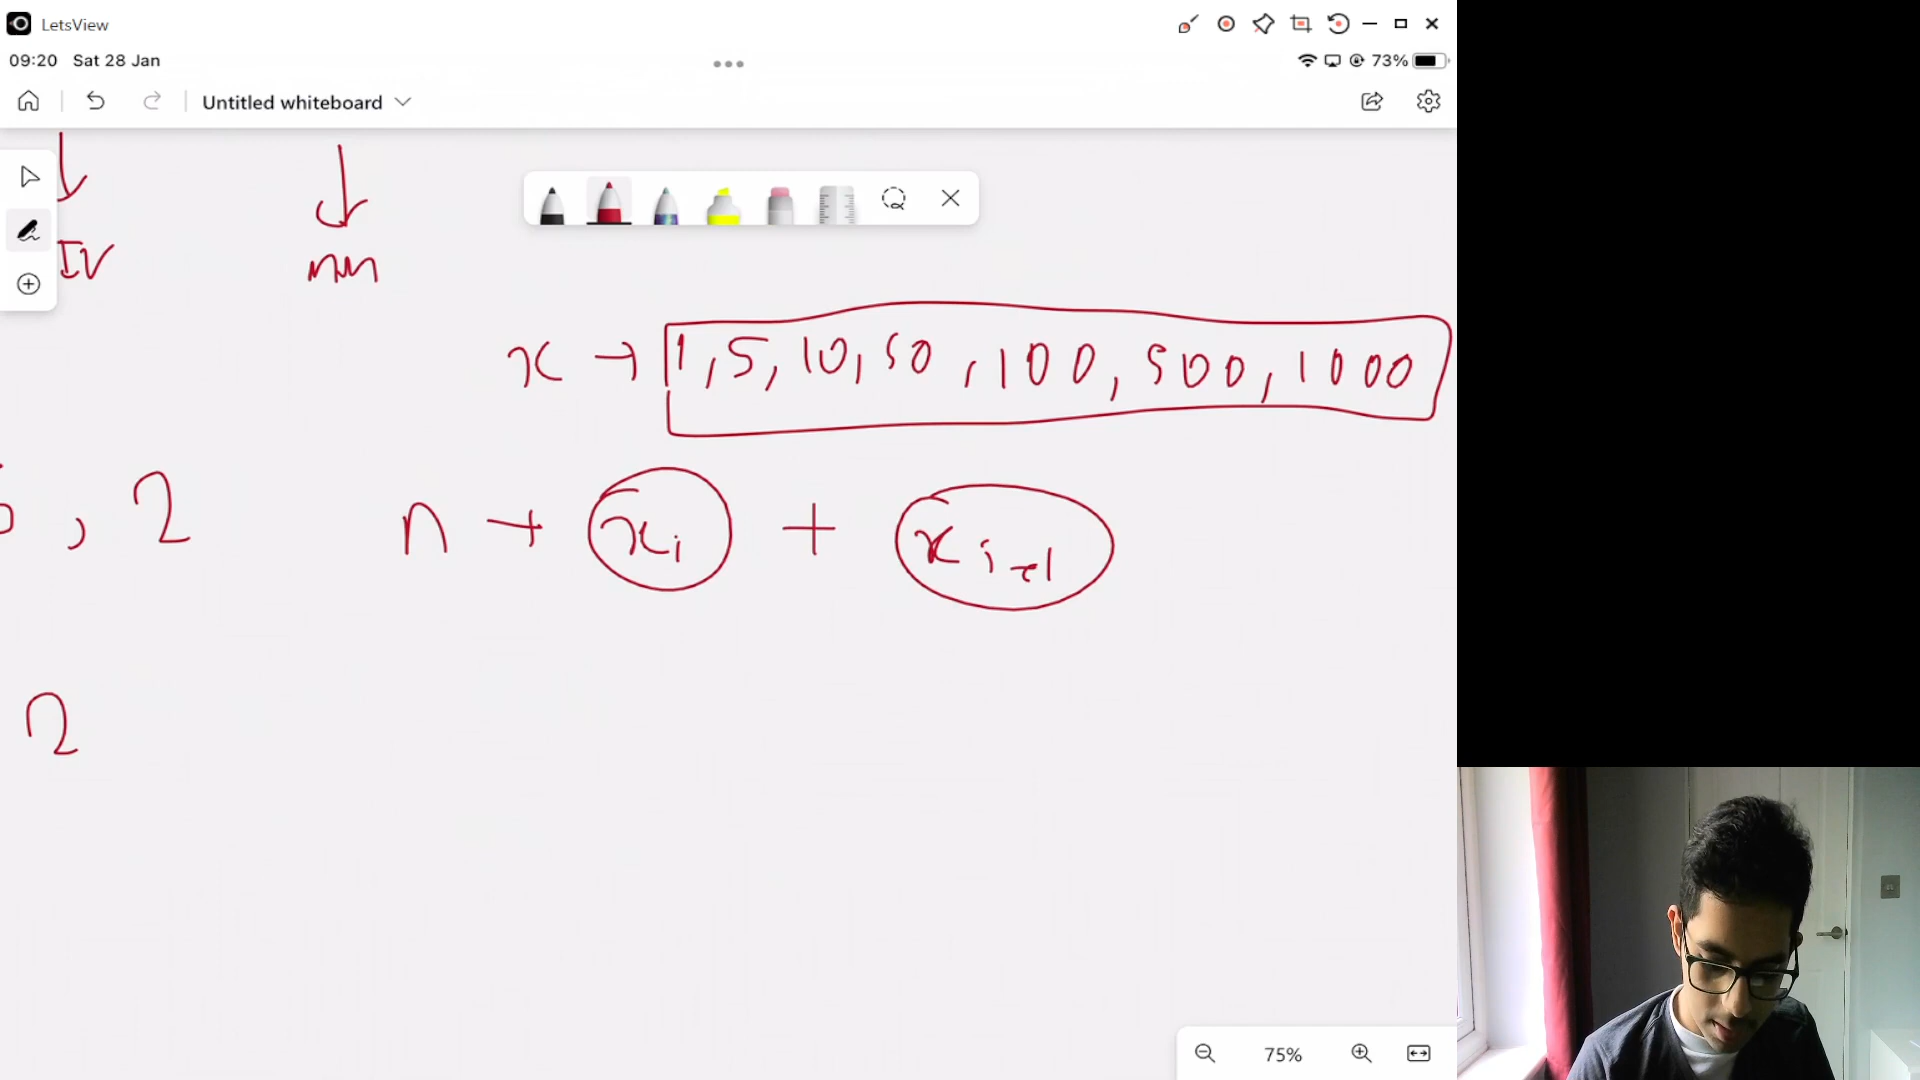 LetsView
09:20 Sat 28 Jan
73%
Untitled whiteboard
IV
x → 1, 5, 10, 50, 100, 500, 1000
, 2
n + xᵢ + xᵢ₋₁
2
75%